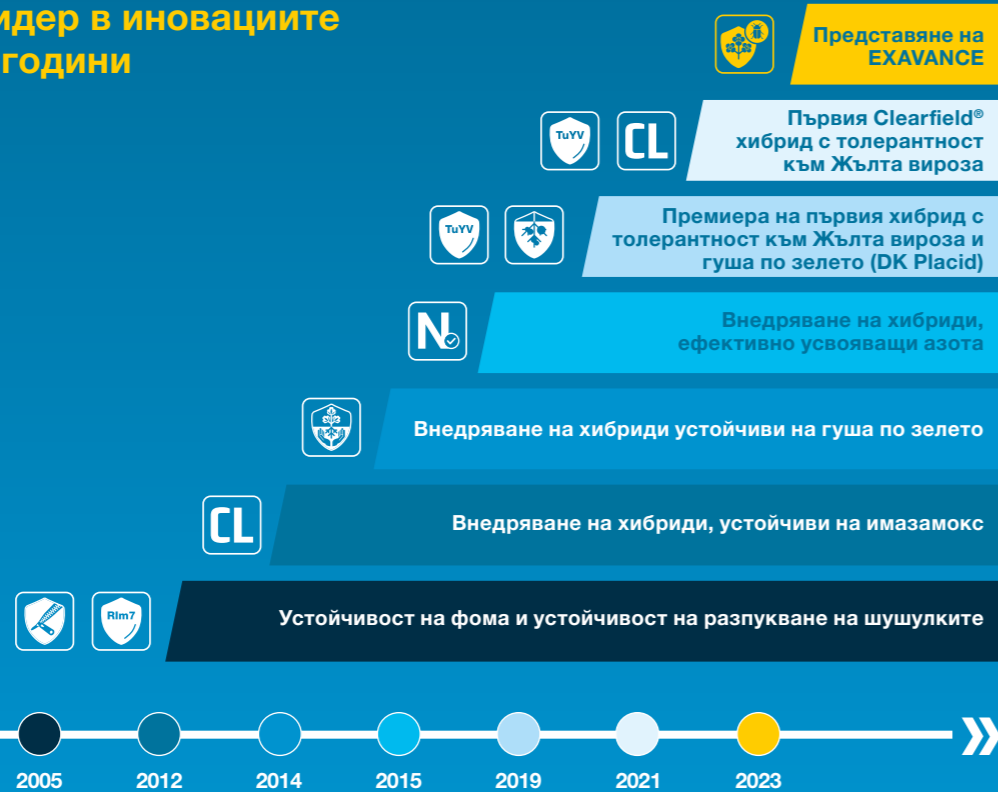 идер в иновациите
години
Представяне на
EXAVANCE
TuYV
CL
Първия Clearfield®
хибрид с толерантност
към Жълта вироза
TuYV
Премиера на първия хибрид с
толерантност към Жълта вироза и
гуша по зелето (DK Placid)
N
Внедряване на хибриди,
ефективно усвояващи азота
Внедряване на хибриди устойчиви на гуша по зелето
CL
Внедряване на хибриди, устойчиви на имазамокс
Rlm7
Устойчивост на фома и устойчивост на разпукване на шушулките
2005 2012 2014 2015 2019 2021 2023